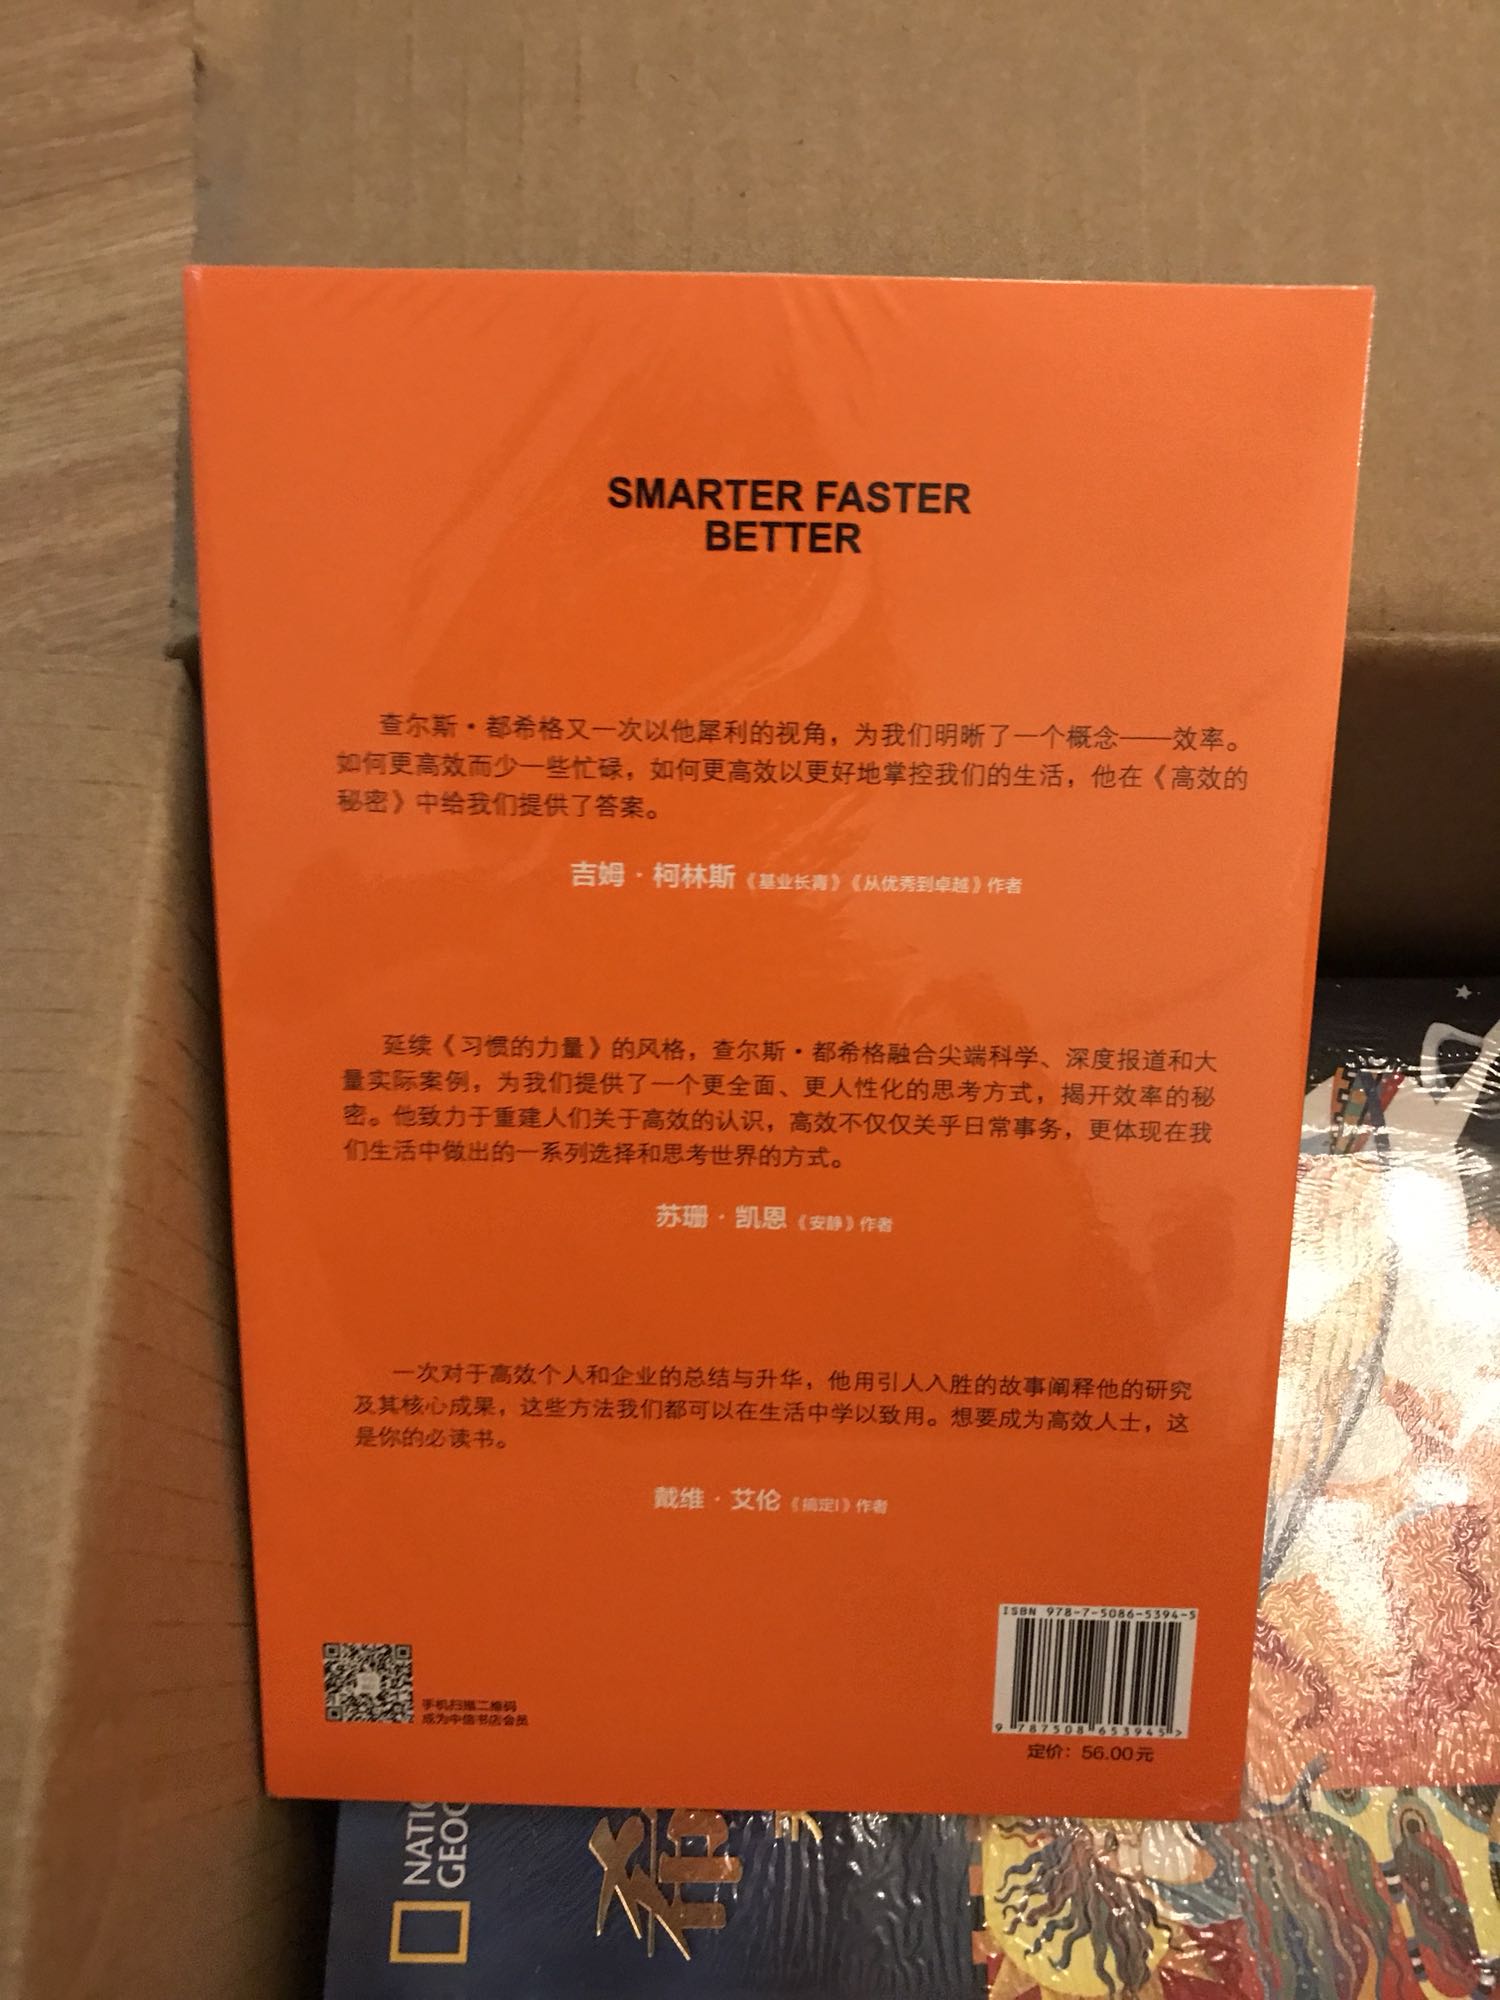 SMARTER FASTER
BETTER
查尔斯·都希格又一次以他犀利的视角，为我们明晰了一个概念——效率。
如何更高效而少一些忙碌，如何更高效以更好地掌控我们的生活，他在《高效的
秘密》中给我们提供了答案。
吉姆·柯林斯《基业长青》《从优秀到卓越》作者
延续《习惯的力量》的风格，查尔斯·都希格融合尖端科学、深度报道和大
量实际案例，为我们提供了一个更全面、更人性化的思考方式，揭开效率的秘
密。他致力于重建人们关于高效的认识，高效不仅仅关乎日常事务，更体现在我
们生活中做出的一系列选择和思考世界的方式。
苏珊·凯恩《安静》作者
一次对于高效个人和企业的总结与升华，他用引人入胜的故事阐释他的研究
及其核心成果，这些方法我们都可以在生活中学以致用。想要成为高效人士，这
是你的必读书。
戴维·艾伦《搞定I》作者
手机扫描二维码
成为中信书店会员
ISBN 978-7-5086-5394-5
9 787508 653945 >
定价：56.00元
NATIO
GEOG
希